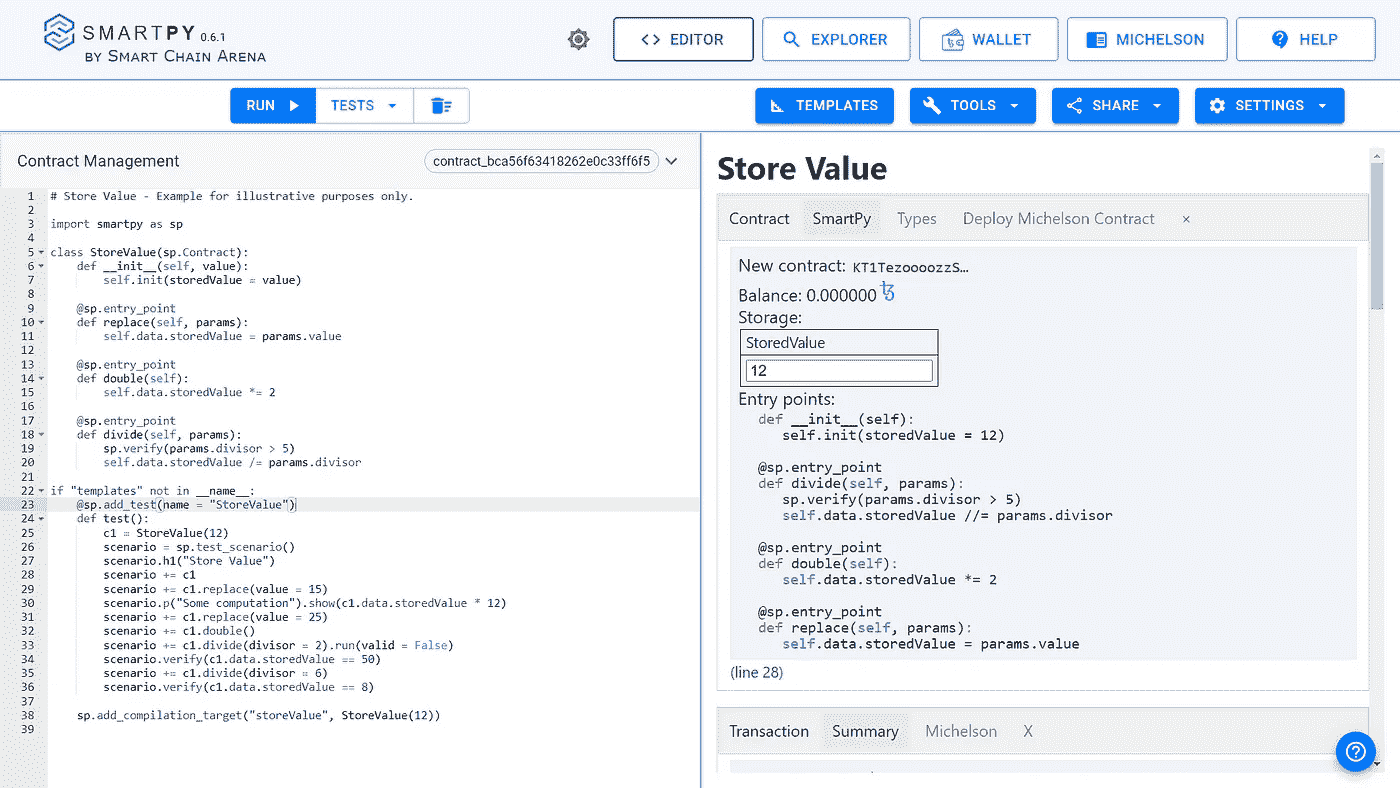 SMARTPY 0.6.1
BY SMART CHAIN ARENA
<> EDITOR
EXPLORER
WALLET
MICHELSON
HELP
RUN
TESTS
TEMPLATES
TOOLS
SHARE
SETTINGS
Contract Management
contract_bca56f63418262e0c33ff6f5
1 # Store Value - Example for illustrative purposes only.
2
3 import smartpy as sp
4
5 class StoreValue(sp.Contract):
6     def __init__(self, value):
7         self.init(storedValue = value)
8
9     @sp.entry_point
10     def replace(self, params):
11         self.data.storedValue = params.value
12
13     @sp.entry_point
14     def double(self):
15         self.data.storedValue *= 2
16
17     @sp.entry_point
18     def divide(self, params):
19         sp.verify(params.divisor > 5)
20         self.data.storedValue /= params.divisor
21
22 if "templates" not in __name__:
23     @sp.add_test(name = "StoreValue")
24     def test():
25         c1 = StoreValue(12)
26         scenario = sp.test_scenario()
27         scenario.h1("Store Value")
28         scenario += c1
29         scenario += c1.replace(value = 15)
30         scenario.p("Some computation").show(c1.data.storedValue * 12)
31         scenario += c1.replace(value = 25)
32         scenario += c1.double()
33         scenario += c1.divide(divisor = 2).run(valid = False)
34         scenario.verify(c1.data.storedValue == 50)
35         scenario += c1.divide(divisor = 6)
36         scenario.verify(c1.data.storedValue == 8)
37
38     sp.add_compilation_target("storeValue", StoreValue(12))
39
Store Value
Contract SmartPy Types Deploy Michelson Contract ×
New contract: KT1TezoooozzS…
Balance: 0.000000 ꜩ
Storage:
StoredValue
12
Entry points:
def __init__(self):
    self.init(storedValue = 12)
@sp.entry_point
def divide(self, params):
    sp.verify(params.divisor > 5)
    self.data.storedValue //= params.divisor
@sp.entry_point
def double(self):
    self.data.storedValue *= 2
@sp.entry_point
def replace(self, params):
    self.data.storedValue = params.value
(line 28)
Transaction Summary Michelson X